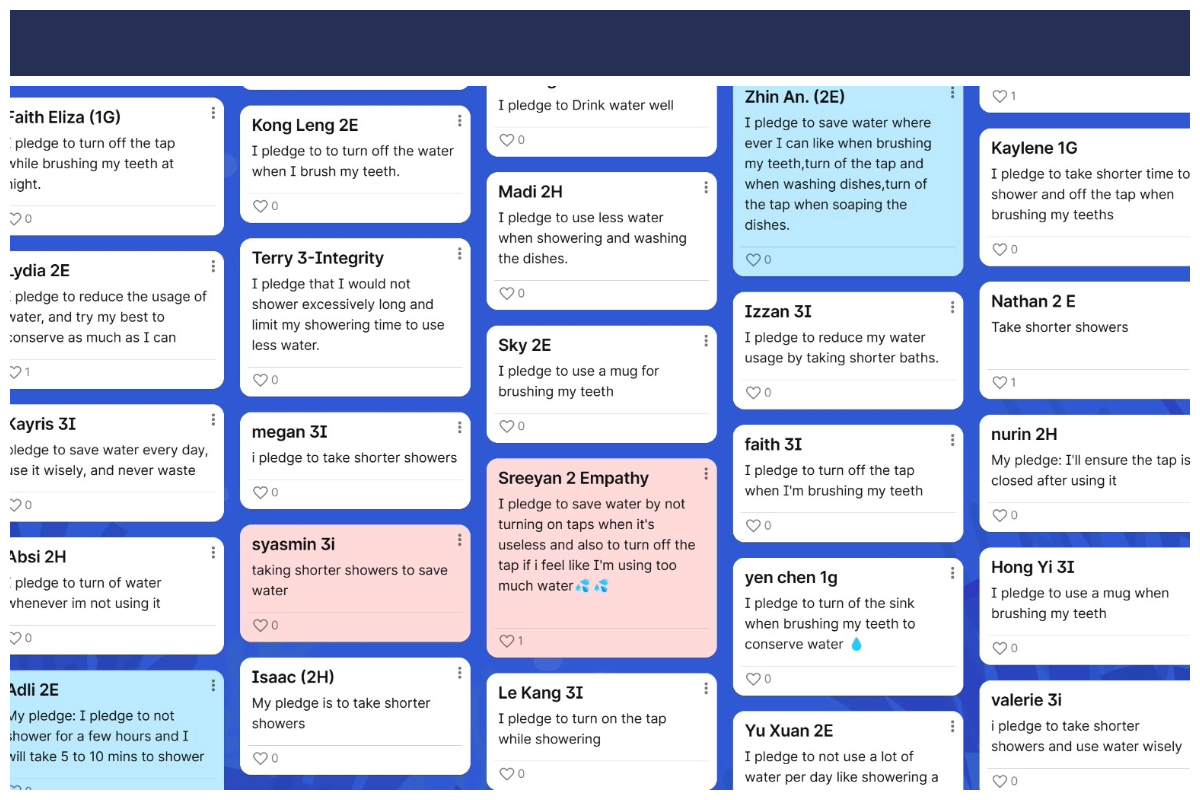 Faith Eliza (1G)
pledge to turn off the tap
while brushing my teeth at
night.
0
Lydia 2E
pledge to reduce the usage of
water, and try my best to
conserve as much as I can
1
Kayris 3I
pledge to save water every day,
use it wisely, and never waste
0
Absi 2H
pledge to turn of water
whenever im not using it
0
Adli 2E
My pledge: I pledge to not
shower for a few hours and I
will take 5 to 10 mins to shower
Kong Leng 2E
I pledge to to turn off the water
when I brush my teeth.
0
Terry 3-Integrity
I pledge that I would not
shower excessively long and
limit my showering time to use
less water.
0
megan 3I
i pledge to take shorter showers
0
syasmin 3i
taking shorter showers to save
water
0
Isaac (2H)
My pledge is to take shorter
showers
0
I pledge to Drink water well
0
Madi 2H
I pledge to use less water
when showering and washing
the dishes.
0
Sky 2E
I pledge to use a mug for
brushing my teeth
0
Sreeyan 2 Empathy
I pledge to save water by not
turning on taps when it's
useless and also to turn off the
tap if i feel like I'm using too
much water💦 💦
1
Le Kang 3I
I pledge to turn on the tap
while showering
0
Zhin An. (2E)
I pledge to save water where
ever I can like when brushing
my teeth,turn of the tap and
when washing dishes,turn of
the tap when soaping the
dishes.
0
Izzan 3I
I pledge to reduce my water
usage by taking shorter baths.
0
faith 3I
I pledge to turn off the tap
when I'm brushing my teeth
0
yen chen 1g
I pledge to turn of the sink
when brushing my teeth to
conserve water 💧
0
Yu Xuan 2E
I pledge to not use a lot of
water per day like showering a
1
Kaylene 1G
I pledge to take shorter time to
shower and off the tap when
brushing my teeths
0
Nathan 2 E
Take shorter showers
1
nurin 2H
My pledge: I'll ensure the tap is
closed after using it
0
Hong Yi 3I
I pledge to use a mug when
brushing my teeth
0
valerie 3i
i pledge to take shorter
showers and use water wisely
0